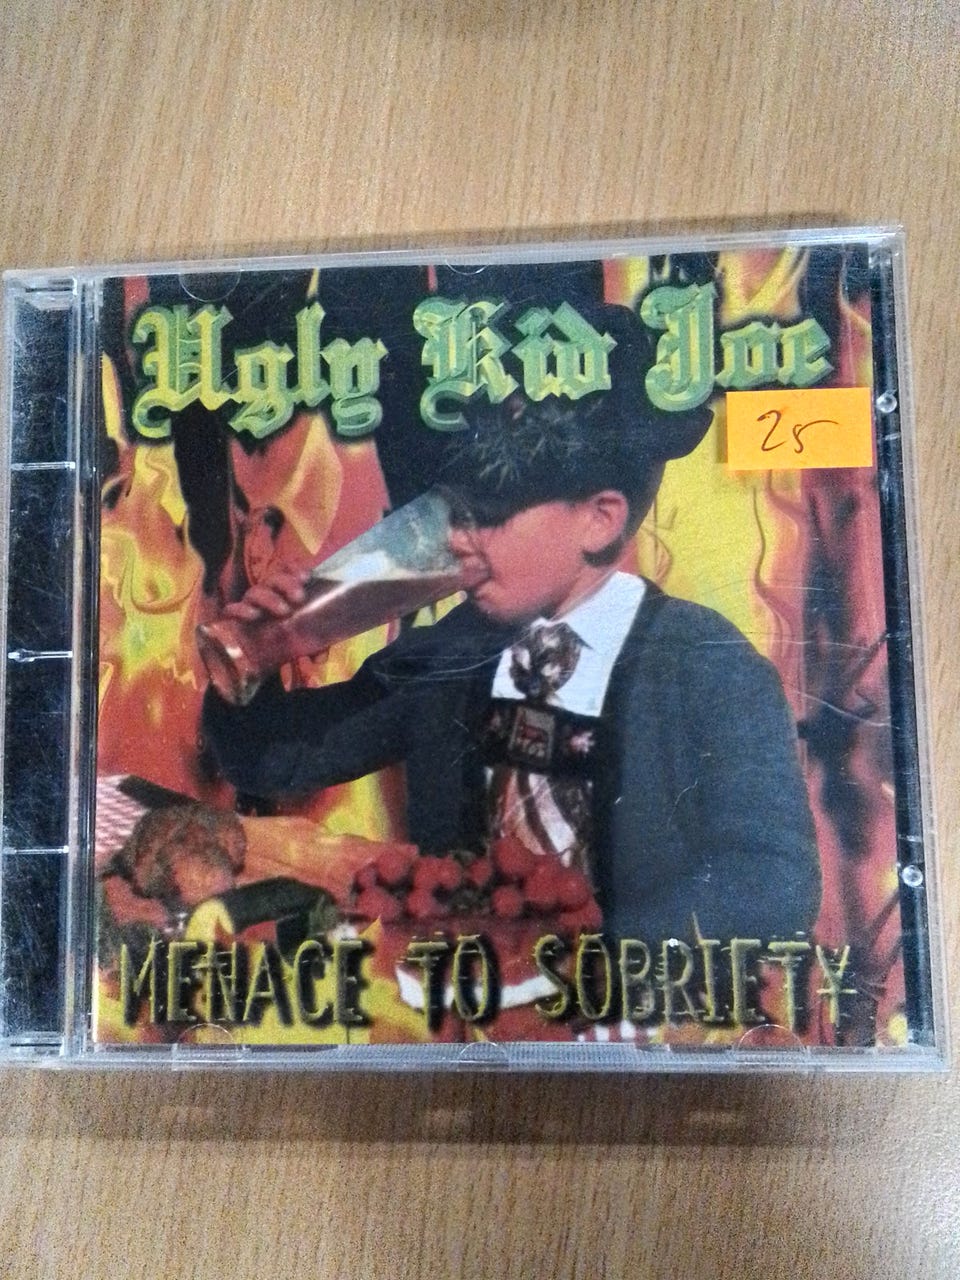 Ugly Kid Joe
25
MENACE TO SOBRIETY